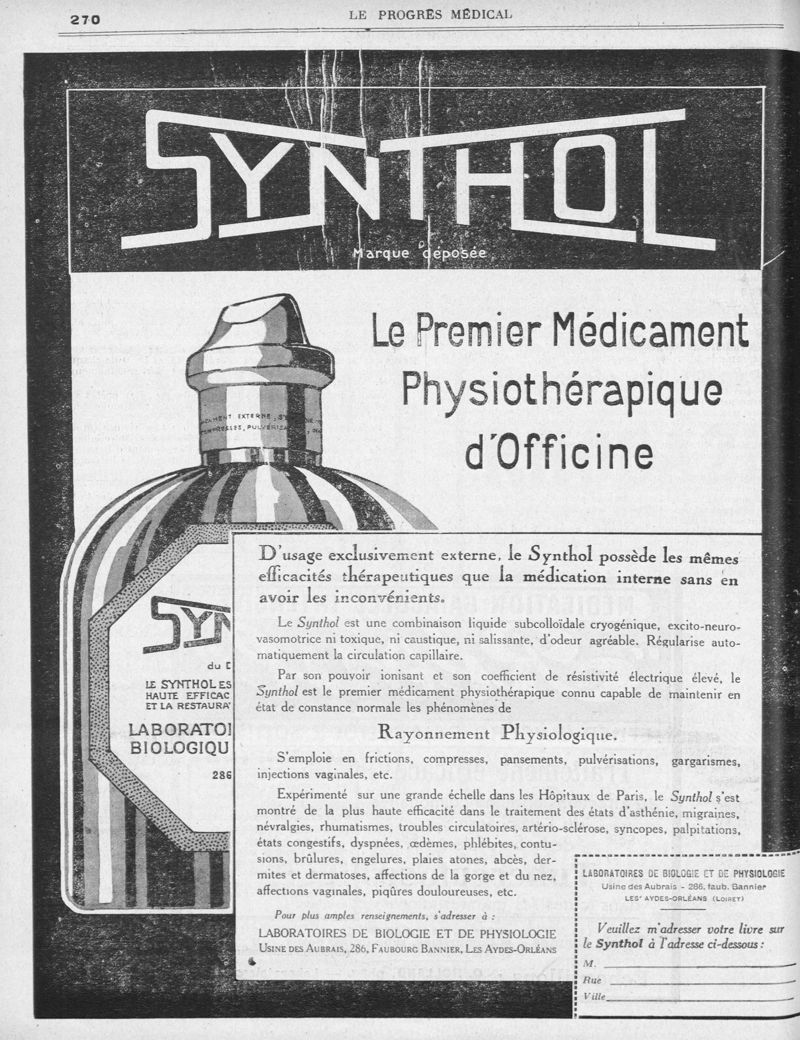 270
LE PROGRÈS MÉDICAL
SYNTHOL
Marque déposée
Le Premier Médicament
Physiothérapique
d'Officine
EXTERNE
PULVÉRISA
D'usage exclusivement externe, le Synthol possède les mêmes
efficacités thérapeutiques que la médication interne sans en
avoir les inconvénients.
Le Synthol est une combinaison liquide subcolloïdale cryogénique, excito-neuro-
vasomotrice ni toxique, ni caustique, ni salissante, d'odeur agréable. Régularise auto-
matiquement la circulation capillaire.
Par son pouvoir ionisant et son coefficient de résistivité électrique élevé, le
Synthol est le premier médicament physiothérapique connu capable de maintenir en
état de constance normale les phénomènes de
Rayonnement Physiologique.
S'emploie en frictions, compresses, pansements, pulvérisations, gargarismes,
injections vaginales, etc.
Expérimenté sur une grande échelle dans les Hôpitaux de Paris, le Synthol s'est
montré de la plus haute efficacité dans le traitement des états d'asthénie, migraines,
névralgies, rhumatismes, troubles circulatoires, artério-sclérose, syncopes, palpitations,
états congestifs, dyspnées, œdèmes, phlébites, contu-
sions, brûlures, engelures, plaies atones, abcès, der-
mites et dermatoses, affections de la gorge et du nez,
affections vaginales, piqûres douloureuses, etc.
Pour plus amples renseignements, s'adresser à :
LABORATOIRES DE BIOLOGIE ET DE PHYSIOLOGIE
USINE DES AUBRAIS, 286, FAUBOURG BANNIER, LES AYDES-ORLÉANS
SYN
du D
LE SYNTHOL ES
HAUTE EFFICAC
ET LA RESTAURA
LABORATOI
BIOLOGIQU
286
LABORATOIRES DE BIOLOGIE ET DE PHYSIOLOGIE
Usine des Aubrais - 286, faub. Bannier
LES AYDES-ORLÉANS (LOIRET)
Veuillez m'adresser votre livre sur
le Synthol à l'adresse ci-dessous :
M.
Rue
Ville